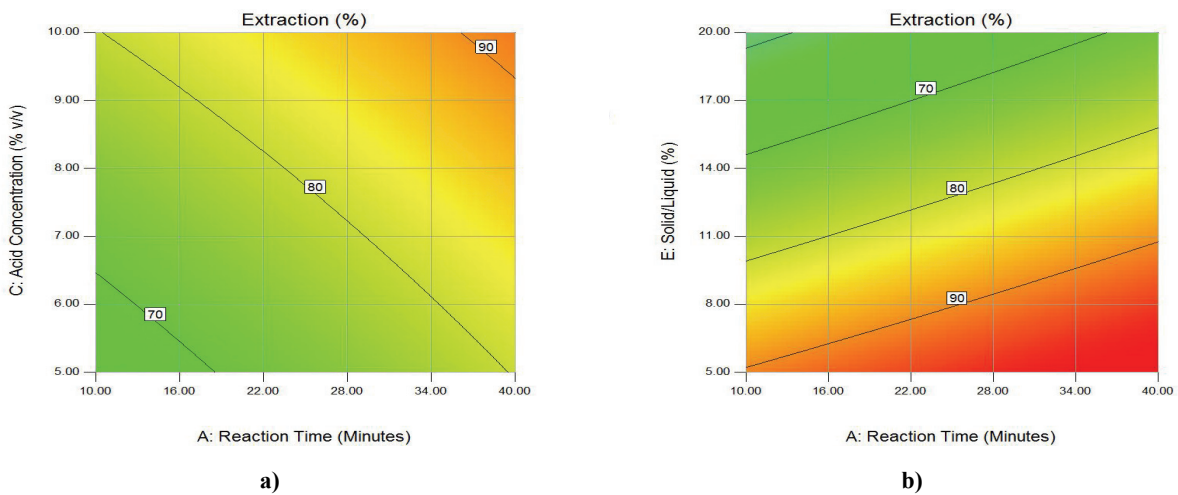 Extraction (%)
10.00
9.00
8.00
7.00
6.00
5.00
C: Acid Concentration (% v/v)
90
80
70
10.00 16.00 22.00 28.00 34.00 40.00
A: Reaction Time (Minutes)
a)
Extraction (%)
20.00
17.00
14.00
11.00
8.00
5.00
E: Solid/Liquid (%)
70
80
90
10.00 16.00 22.00 28.00 34.00 40.00
A: Reaction Time (Minutes)
b)